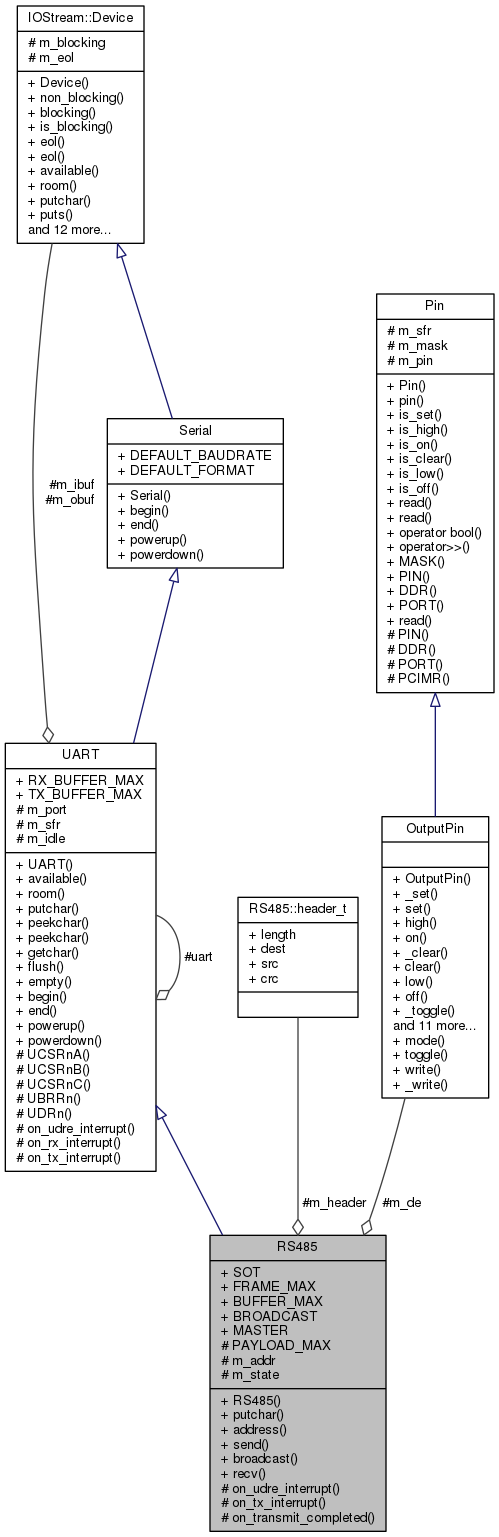 IOStream::Device
# m_blocking
# m_eol
+ Device()
+ non_blocking()
+ blocking()
+ is_blocking()
+ eol()
+ eol()
+ available()
+ room()
+ putchar()
+ puts()
and 12 more...
Pin
# m_sfr
# m_mask
# m_pin
+ Pin()
+ pin()
+ is_set()
+ is_high()
+ is_on()
+ is_clear()
+ is_low()
+ is_off()
+ read()
+ read()
+ operator bool()
+ operator>>()
+ MASK()
+ PIN()
+ DDR()
+ PORT()
+ read()
# PIN()
# DDR()
# PORT()
# PCIMR()
Serial
+ DEFAULT_BAUDRATE
+ DEFAULT_FORMAT
+ Serial()
+ begin()
+ end()
+ powerup()
+ powerdown()
#m_ibuf
#m_obuf
UART
+ RX_BUFFER_MAX
+ TX_BUFFER_MAX
# m_port
# m_sfr
# m_idle
+ UART()
+ available()
+ room()
+ putchar()
+ peekchar()
+ peekchar()
+ getchar()
+ flush()
+ empty()
+ begin()
+ end()
+ powerup()
+ powerdown()
# UCSRnA()
# UCSRnB()
# UCSRnC()
# UBRRn()
# UDRn()
# on_udre_interrupt()
# on_rx_interrupt()
# on_tx_interrupt()
#uart
RS485::header_t
+ length
+ dest
+ src
+ crc
OutputPin
+ OutputPin()
+ _set()
+ set()
+ high()
+ on()
+ _clear()
+ clear()
+ low()
+ off()
+ _toggle()
and 11 more...
+ mode()
+ toggle()
+ write()
+ _write()
#m_header
#m_de
RS485
+ SOT
+ FRAME_MAX
+ BUFFER_MAX
+ BROADCAST
+ MASTER
# PAYLOAD_MAX
# m_addr
# m_state
+ RS485()
+ putchar()
+ address()
+ send()
+ broadcast()
+ recv()
# on_udre_interrupt()
# on_tx_interrupt()
# on_transmit_completed()